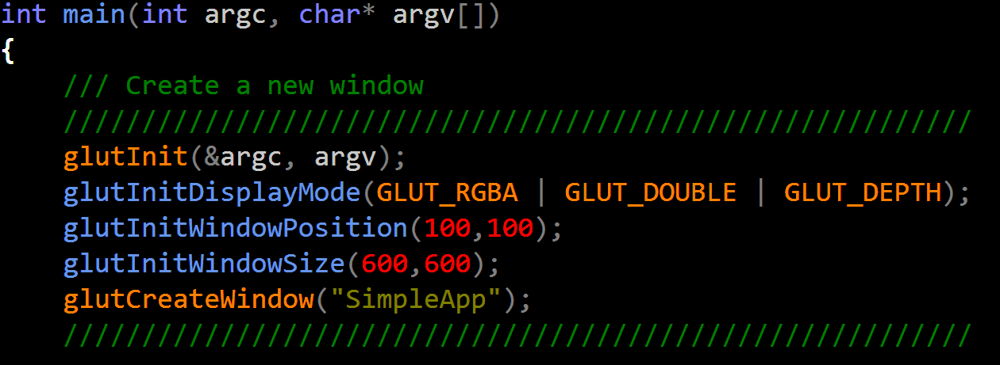 int main(int argc, char* argv[])
{
/// Create a new window
//////////////////////////////////////////////////////////
glutInit(&argc, argv);
glutInitDisplayMode(GLUT_RGBA | GLUT_DOUBLE | GLUT_DEPTH);
glutInitWindowPosition(100,100);
glutInitWindowSize(600,600);
glutCreateWindow("SimpleApp");
//////////////////////////////////////////////////////////